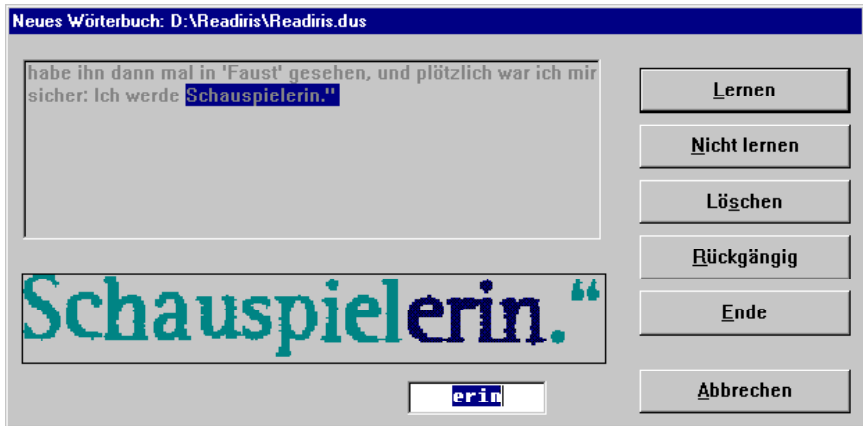 Neues Wörterbuch: D:\Readiris\Readiris.dus
habe ihn dann mal in 'Faust' gesehen, und plötzlich war ich mir
sicher: Ich werde Schauspielerin."
Schauspielerin.“
erin
Lernen
Nicht lernen
Löschen
Rückgängig
Ende
Abbrechen